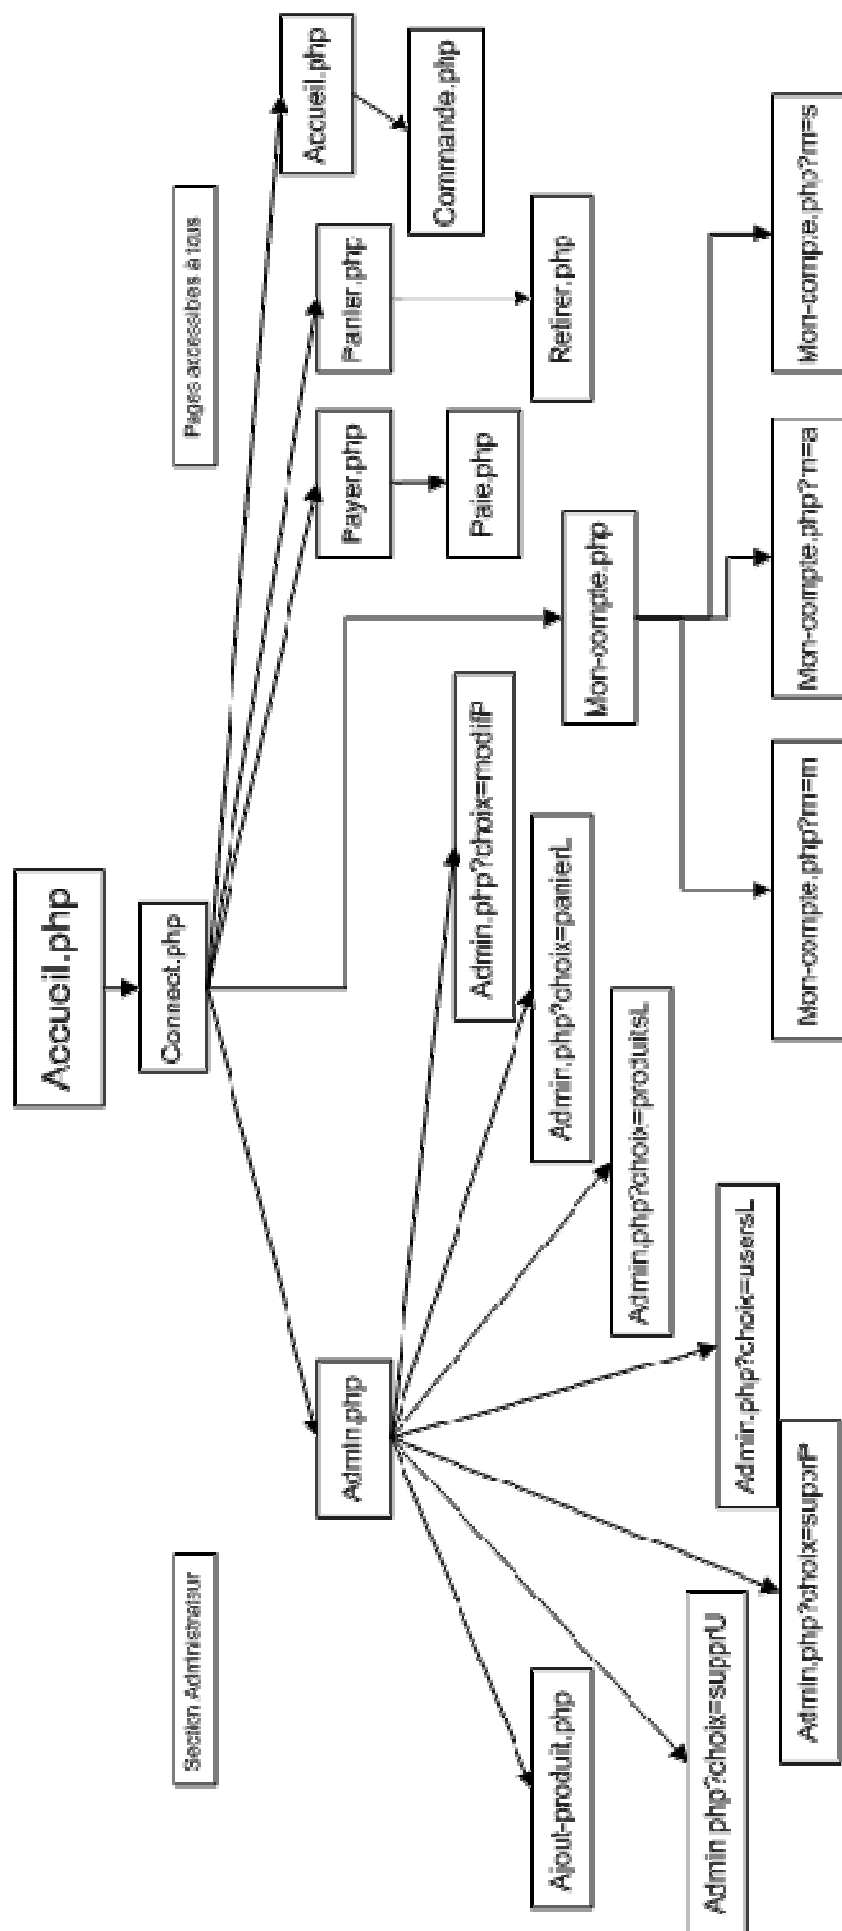 Accueil.php
Connect.php
Section Administrateur
Pages accessibles à tous
Admin.php
Payer.php
Panier.php
Accueil.php
Paie.php
Retirer.php
Commande.php
Mon-compte.php
Admin.php?choix=modifP
Admin.php?choix=panierL
Admin.php?choix=produitsL
Admin.php?choix=usersL
Admin.php?choix=supprP
Admin.php?choix=supprU
Ajout-produit.php
Mon-compte.php?m=m
Mon-compte.php?m=a
Mon-compte.php?m=s